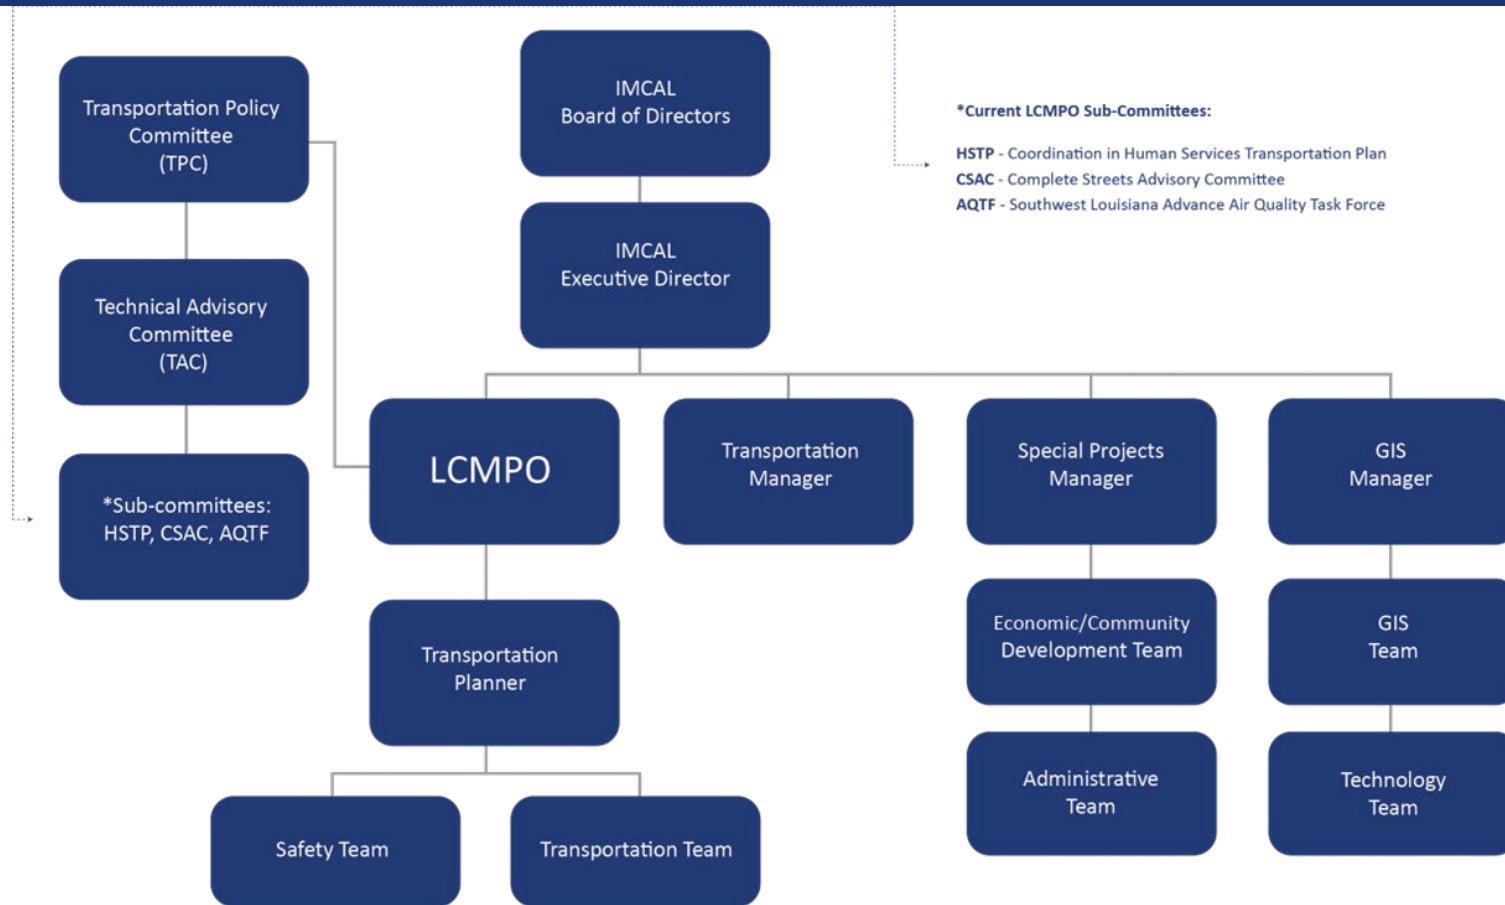 Transportation Policy
Committee
(TPC)
IMCAL
Board of Directors
*Current LCMPO Sub-Committees:
HSTP - Coordination in Human Services Transportation Plan
CSAC - Complete Streets Advisory Committee
AQTF - Southwest Louisiana Advance Air Quality Task Force
IMCAL
Executive Director
Technical Advisory
Committee
(TAC)
*Sub-committees:
HSTP, CSAC, AQTF
LCMPO
Transportation
Manager
Special Projects
Manager
GIS
Manager
Transportation
Planner
Economic/Community
Development Team
GIS
Team
Safety Team
Transportation Team
Administrative
Team
Technology
Team